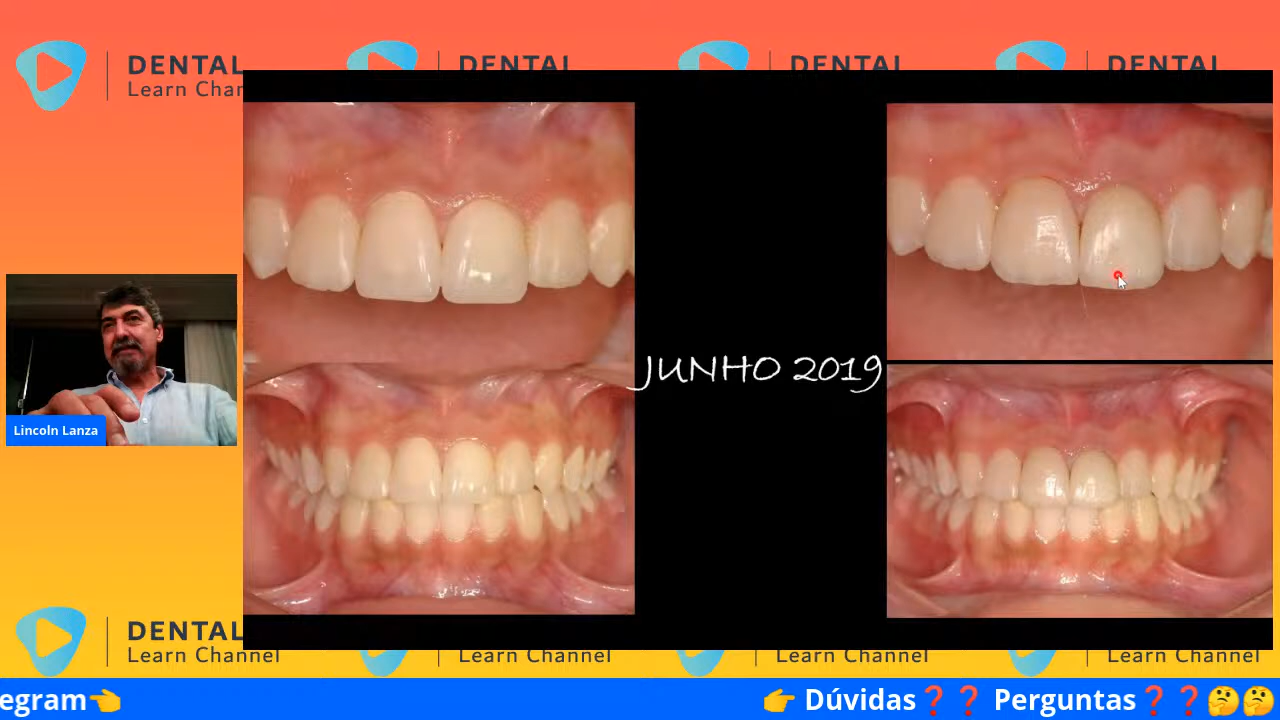 DENTAL
Learn Chan
DENTAL
DENTAL
DENTAL
JUNHO 2019
Lincoln Lanza
DENTAL
Learn Channel
Learn Channel
Learn Channel
Learn Channel
egram👈
👉 Dúvidas❓❓ Perguntas❓❓🤔🤔